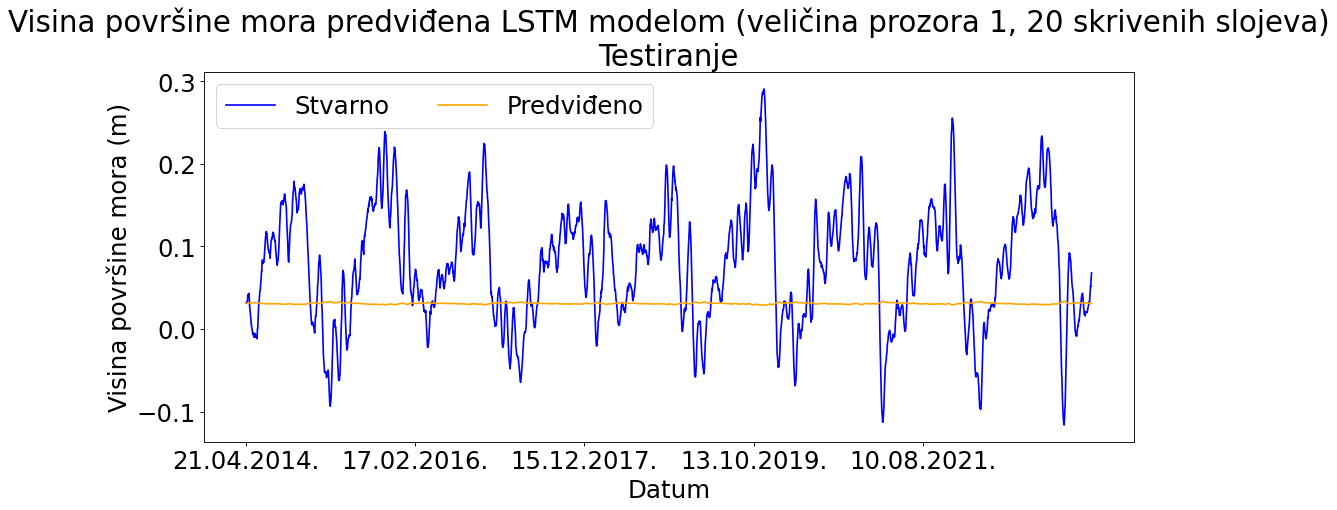 Visina površine mora predviđena LSTM modelom (veličina prozora 1, 20 skrivenih slojeva)
Testiranje
Stvarno Predviđeno
Visina površine mora (m)
0.3
0.2
0.1
0.0
−0.1
21.04.2014. 17.02.2016. 15.12.2017. 13.10.2019. 10.08.2021.
Datum